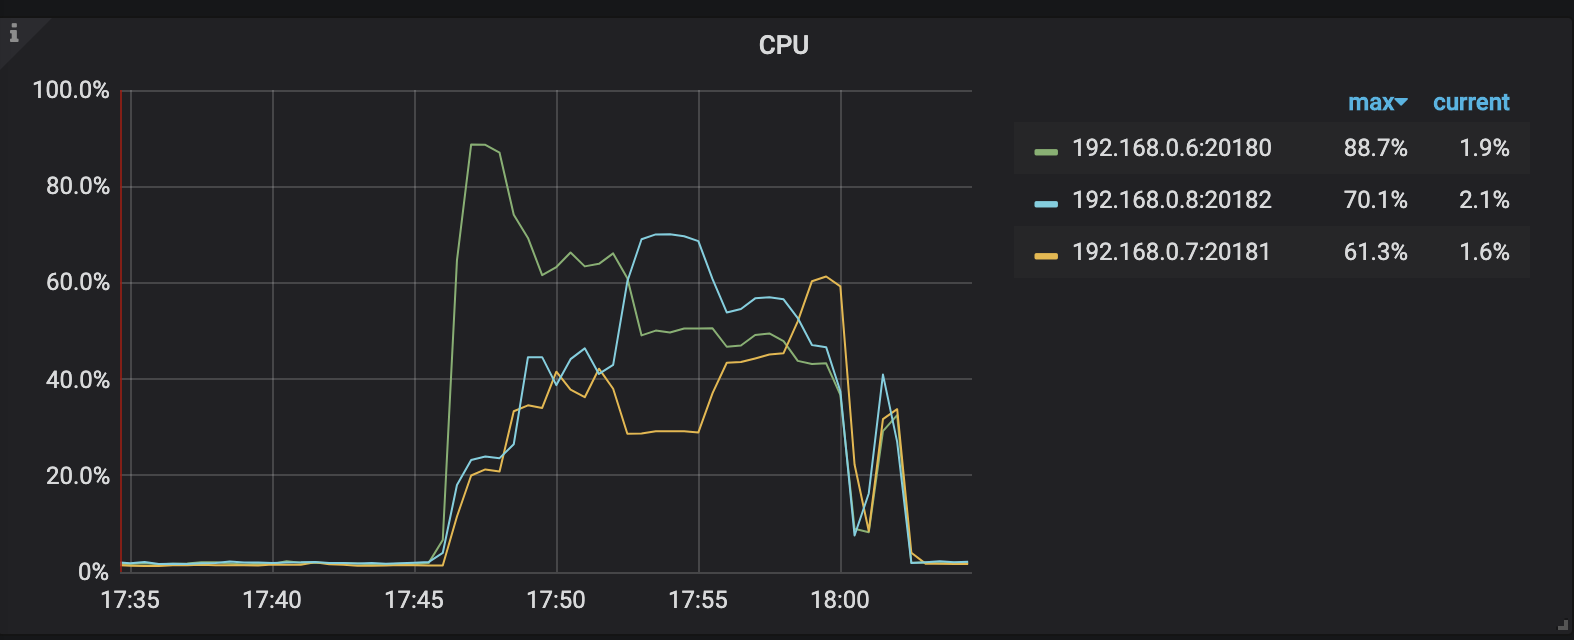 CPU
100.0%
80.0%
60.0%
40.0%
20.0%
0%
17:35 17:40 17:45 17:50 17:55 18:00
max current
192.168.0.6:20180 88.7% 1.9%
192.168.0.8:20182 70.1% 2.1%
192.168.0.7:20181 61.3% 1.6%